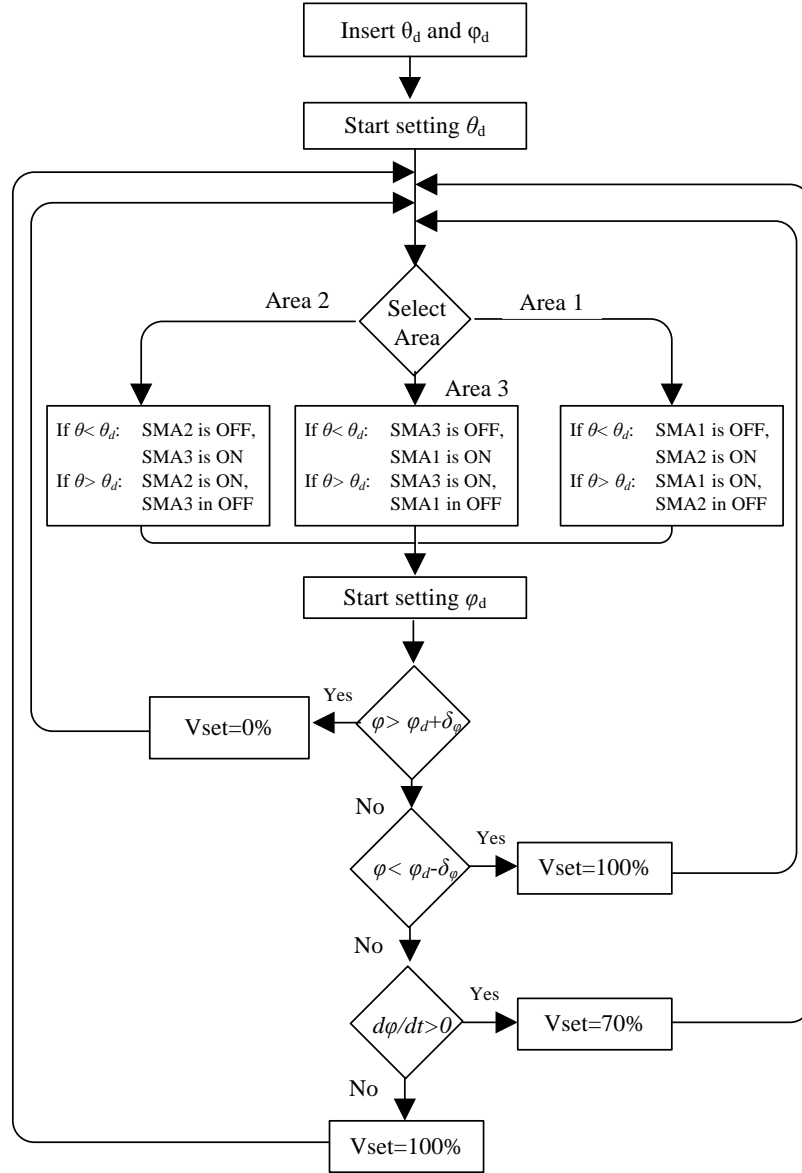 Insert θ_d and φ_d
Start setting θd
Area 2
Select
Area
Area 1
Area 3
If θ< θd: SMA2 is OFF,
SMA3 is ON
If θ> θd: SMA2 is ON,
SMA3 in OFF
If θ< θd: SMA3 is OFF,
SMA1 is ON
If θ> θd: SMA3 is ON,
SMA1 in OFF
If θ< θd: SMA1 is OFF,
SMA2 is ON
If θ> θd: SMA1 is ON,
SMA2 in OFF
Start setting φd
φ> φd+δφ
Yes
Vset=0%
No
φ< φd-δφ
Yes
Vset=100%
No
dφ/dt>0
Yes
Vset=70%
No
Vset=100%